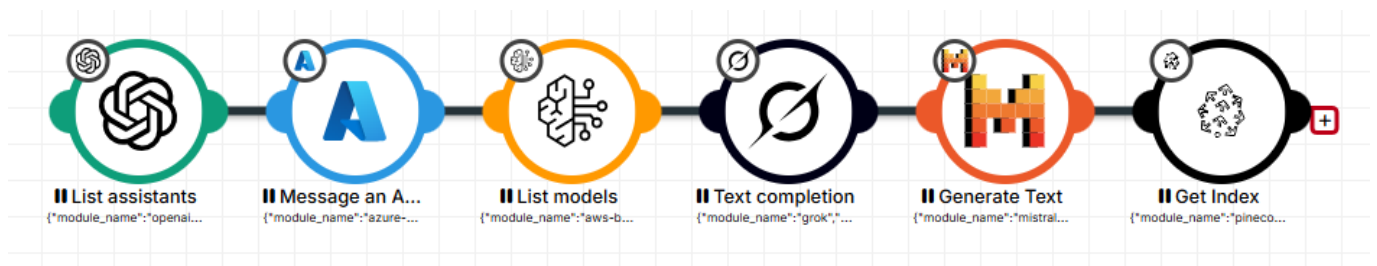 List assistants
{"module_name":"openai...
Message an A...
{"module_name":"azure-...
List models
{"module_name":"aws-b...
Text completion
{"module_name":"grok","...
Generate Text
{"module_name":"mistral...
Get Index
{"module_name":"pineco...
+